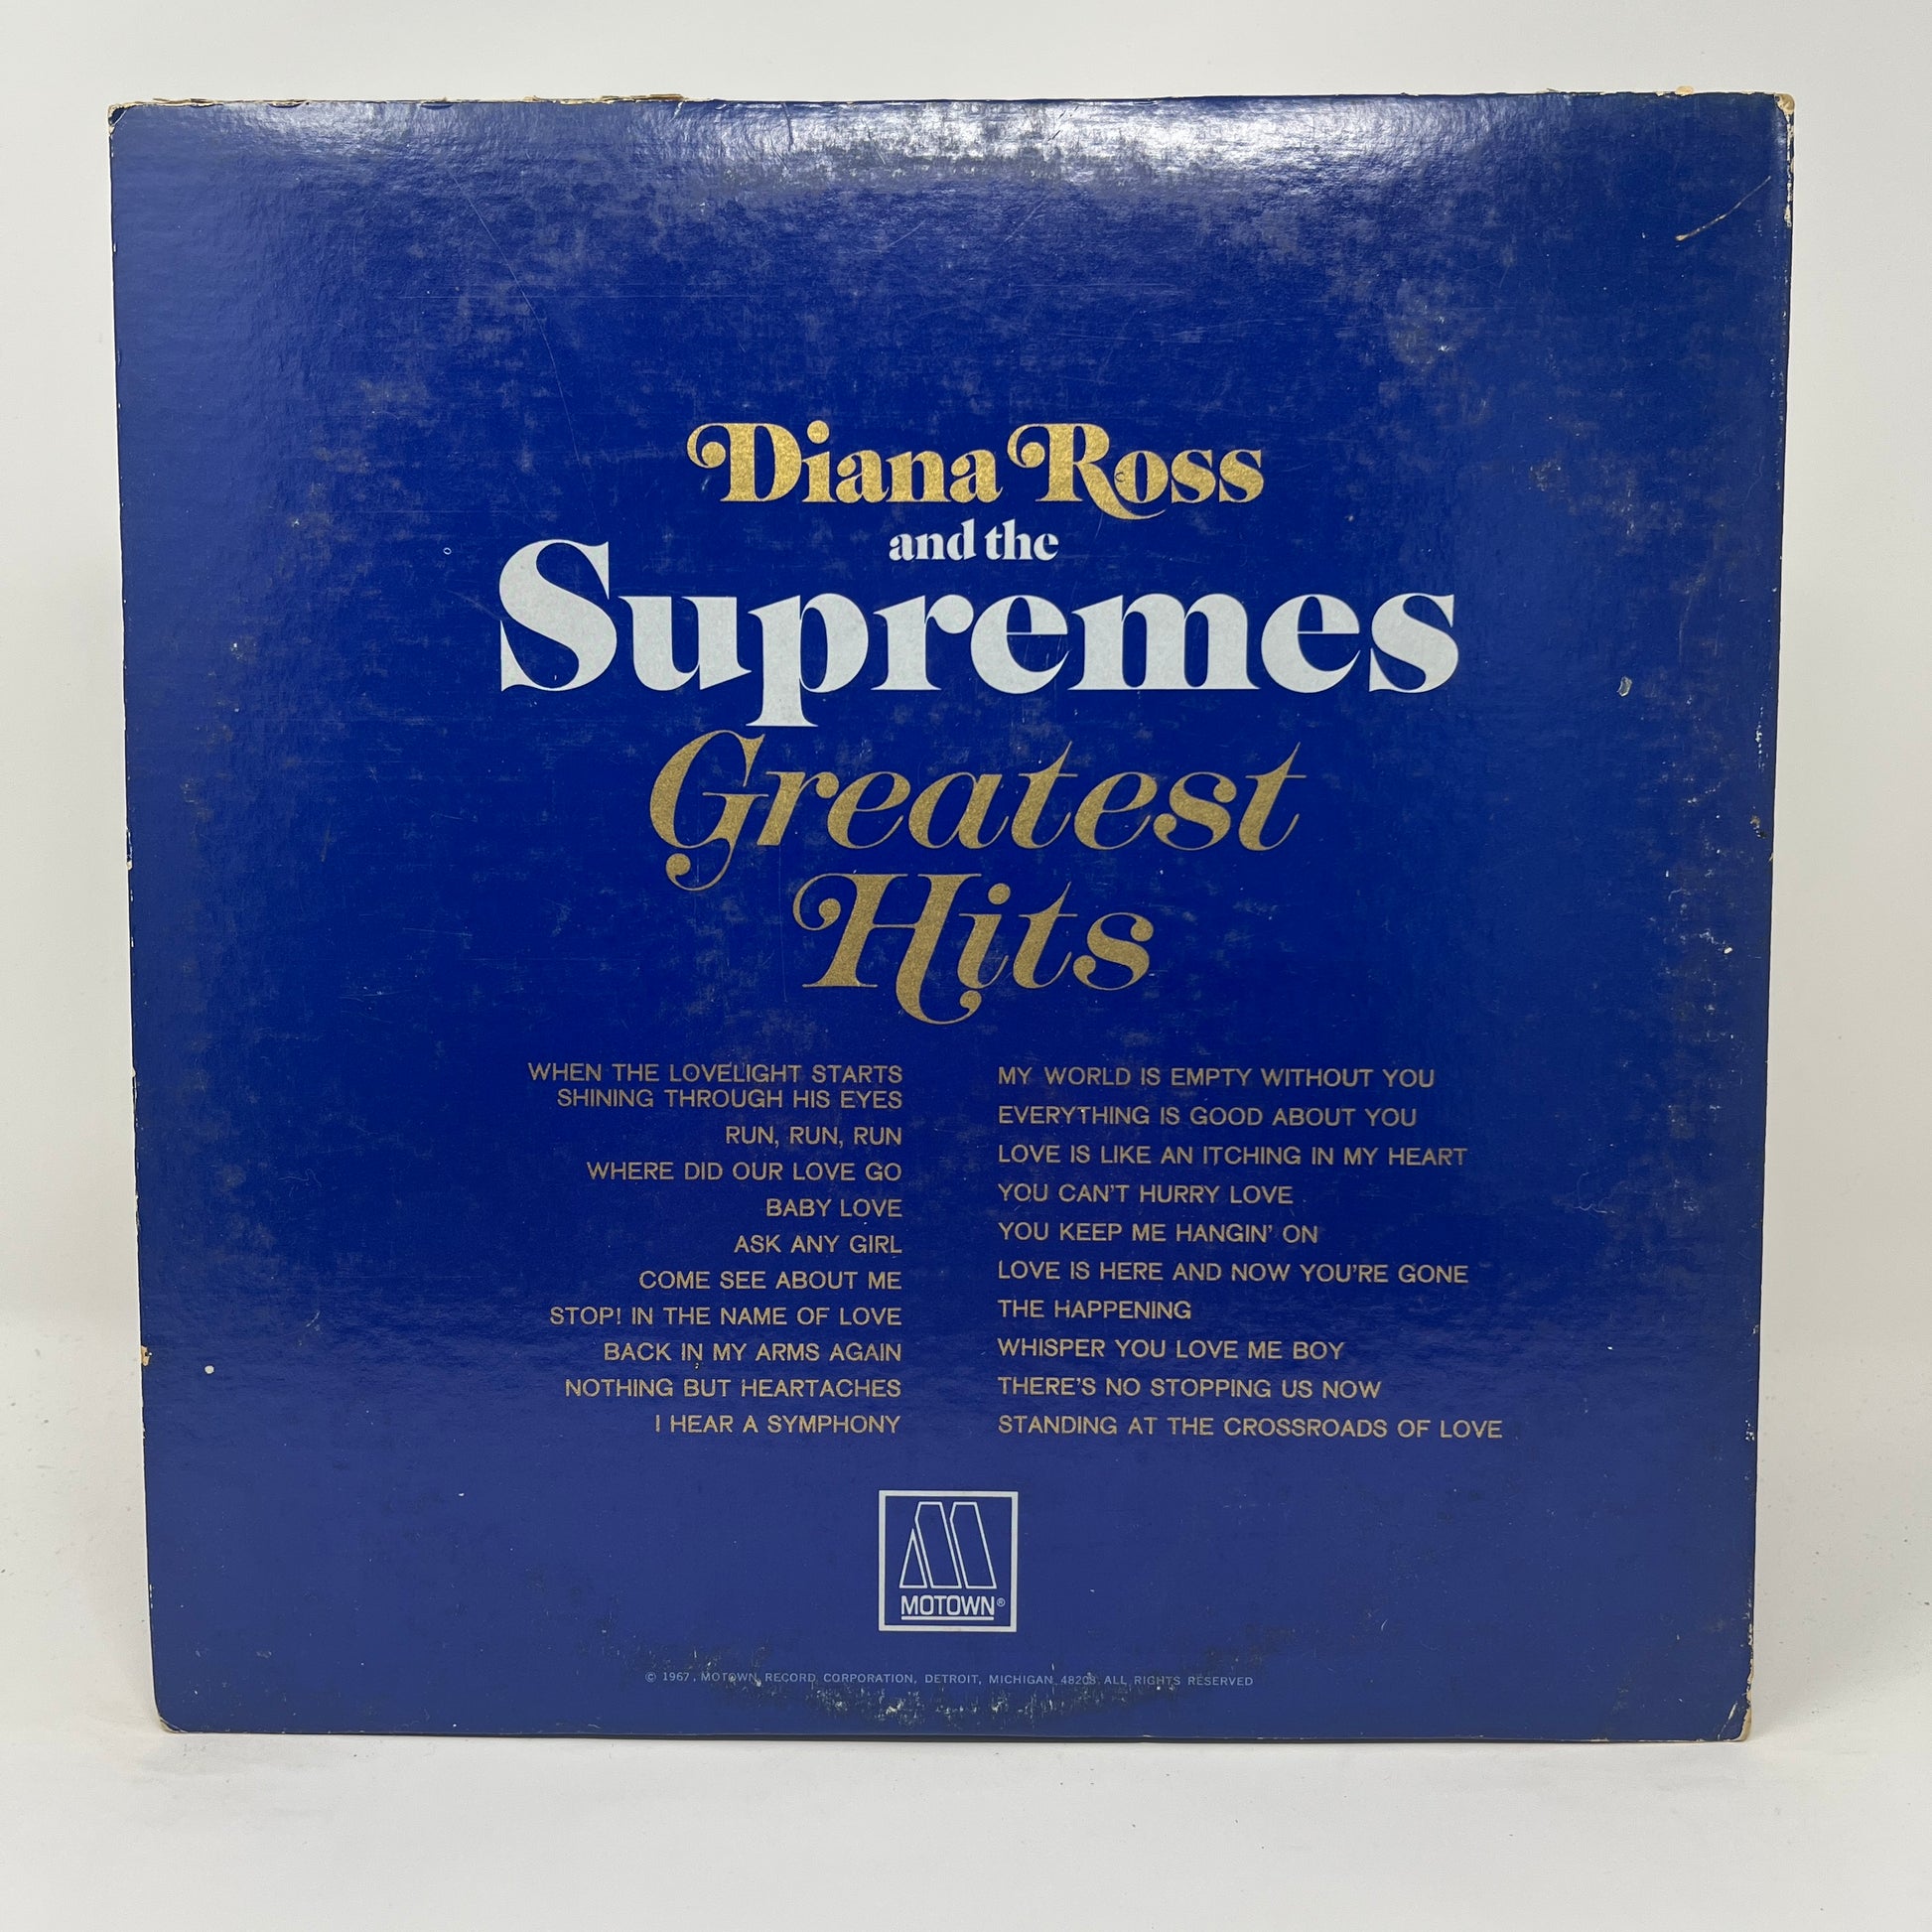 Diana Ross
and the
Supremes
Greatest
Hits
WHEN THE LOVELIGHT STARTS
SHINING THROUGH HIS EYES
RUN, RUN, RUN
WHERE DID OUR LOVE GO
BABY LOVE
ASK ANY GIRL
COME SEE ABOUT ME
STOP! IN THE NAME OF LOVE
BACK IN MY ARMS AGAIN
NOTHING BUT HEARTACHES
I HEAR A SYMPHONY
MY WORLD IS EMPTY WITHOUT YOU
EVERYTHING IS GOOD ABOUT YOU
LOVE IS LIKE AN ITCHING IN MY HEART
YOU CAN'T HURRY LOVE
YOU KEEP ME HANGIN' ON
LOVE IS HERE AND NOW YOU'RE GONE
THE HAPPENING
WHISPER YOU LOVE ME BOY
THERE'S NO STOPPING US NOW
STANDING AT THE CROSSROADS OF LOVE
M
MOTOWN®
© 1967, MOTOWN RECORD CORPORATION, DETROIT, MICHIGAN 48208 ALL RIGHTS RESERVED